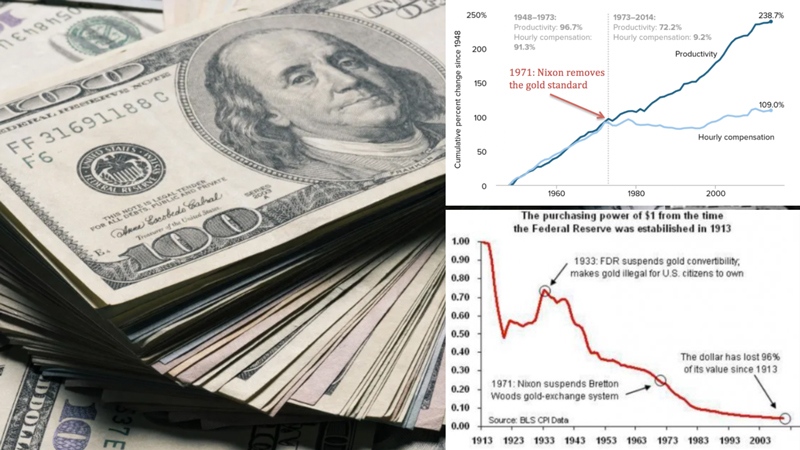 100
FEDERAL RESERVE NOTE
FF 31691188 C
F6
THIS NOTE IS LEGAL TENDER
FOR ALL DEBTS, PUBLIC AND PRIVATE
SERIES
Treasurer of the United States
100
250%
200
150
100
50
0
Cumulative percent change since 1948
1948–1973:
Productivity: 96.7%
Hourly compensation:
91.3%
1973–2014:
Productivity: 72.2%
Hourly compensation: 9.2%
1971: Nixon removes
the gold standard
238.7%
Productivity
109.0%
Hourly compensation
1960
1980
2000
The purchasing power of $1 from the time
the Federal Reserve was estabilished in 1913
1.00
0.90
0.80
0.70
0.60
0.50
0.40
0.30
0.20
0.10
0.00
1933: FDR suspends gold convertibility;
makes gold illegal for U.S. citizens to own
The dollar has lost 96%
of its value since 1913
1971: Nixon suspends Bretton
Woods gold-exchange system
Source: BLS CPI Data
1913 1923 1933 1943 1953 1963 1973 1983 1993 2003